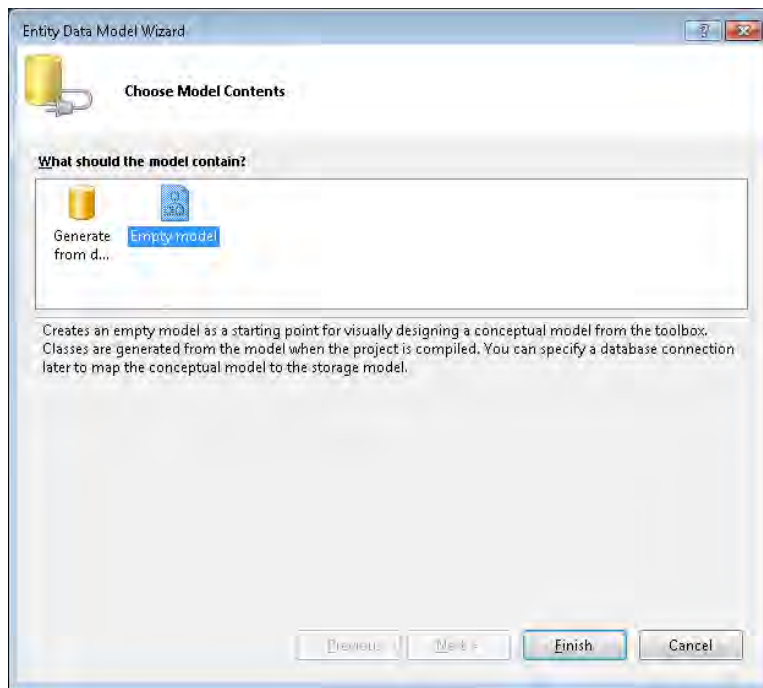 Entity Data Model Wizard
Choose Model Contents
What should the model contain?
Generate
from d...
Empty model
Creates an empty model as a starting point for visually designing a conceptual model from the toolbox.
Classes are generated from the model when the project is compiled. You can specify a database connection
later to map the conceptual model to the storage model.
Previous
Next >
Finish
Cancel